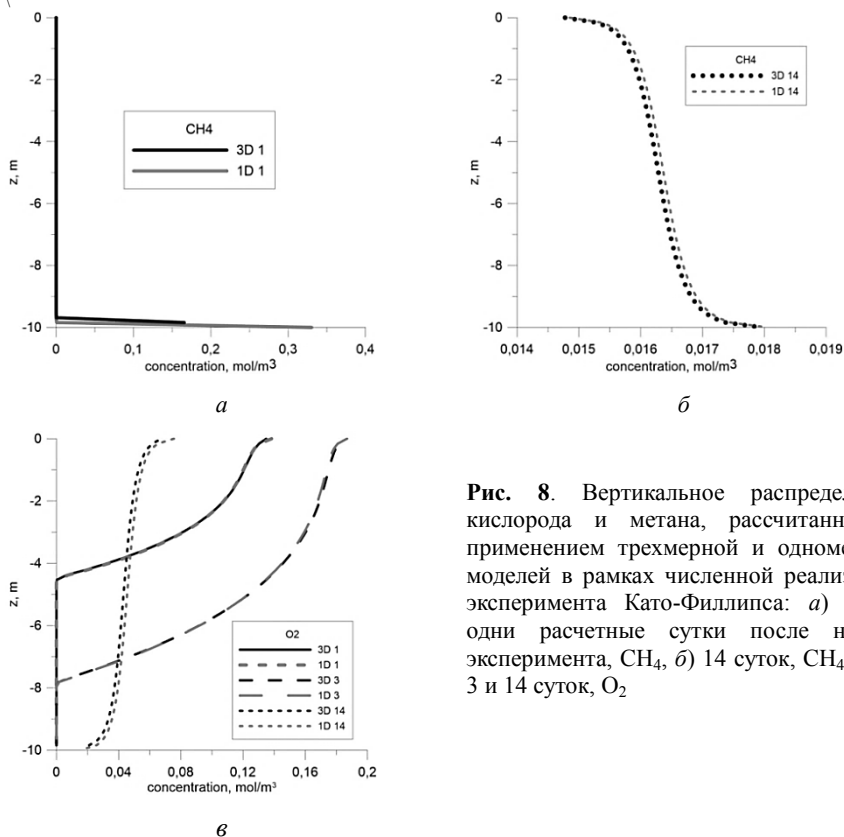 0
-2
-4
-6
-8
-10
z, m
CH4
3D 1
1D 1
0 0,1 0,2 0,3 0,4
concentration, mol/m³
а
0
-2
-4
-6
-8
-10
z, m
CH4
3D 14
1D 14
0,014 0,015 0,016 0,017 0,018 0,019
concentration, mol/m³
б
0
-2
-4
-6
-8
-10
z, m
O2
3D 1
1D 1
3D 3
1D 3
3D 14
1D 14
0 0,04 0,08 0,12 0,16 0,2
concentration, mol/m³
в
Рис. 8. Вертикальное распредел
кислорода и метана, рассчитанн
применением трехмерной и одноме
моделей в рамках численной реализ
эксперимента Като-Филлипса: а)
одни расчетные сутки после н
эксперимента, CH₄, б) 14 суток, CH₄
3 и 14 суток, O₂